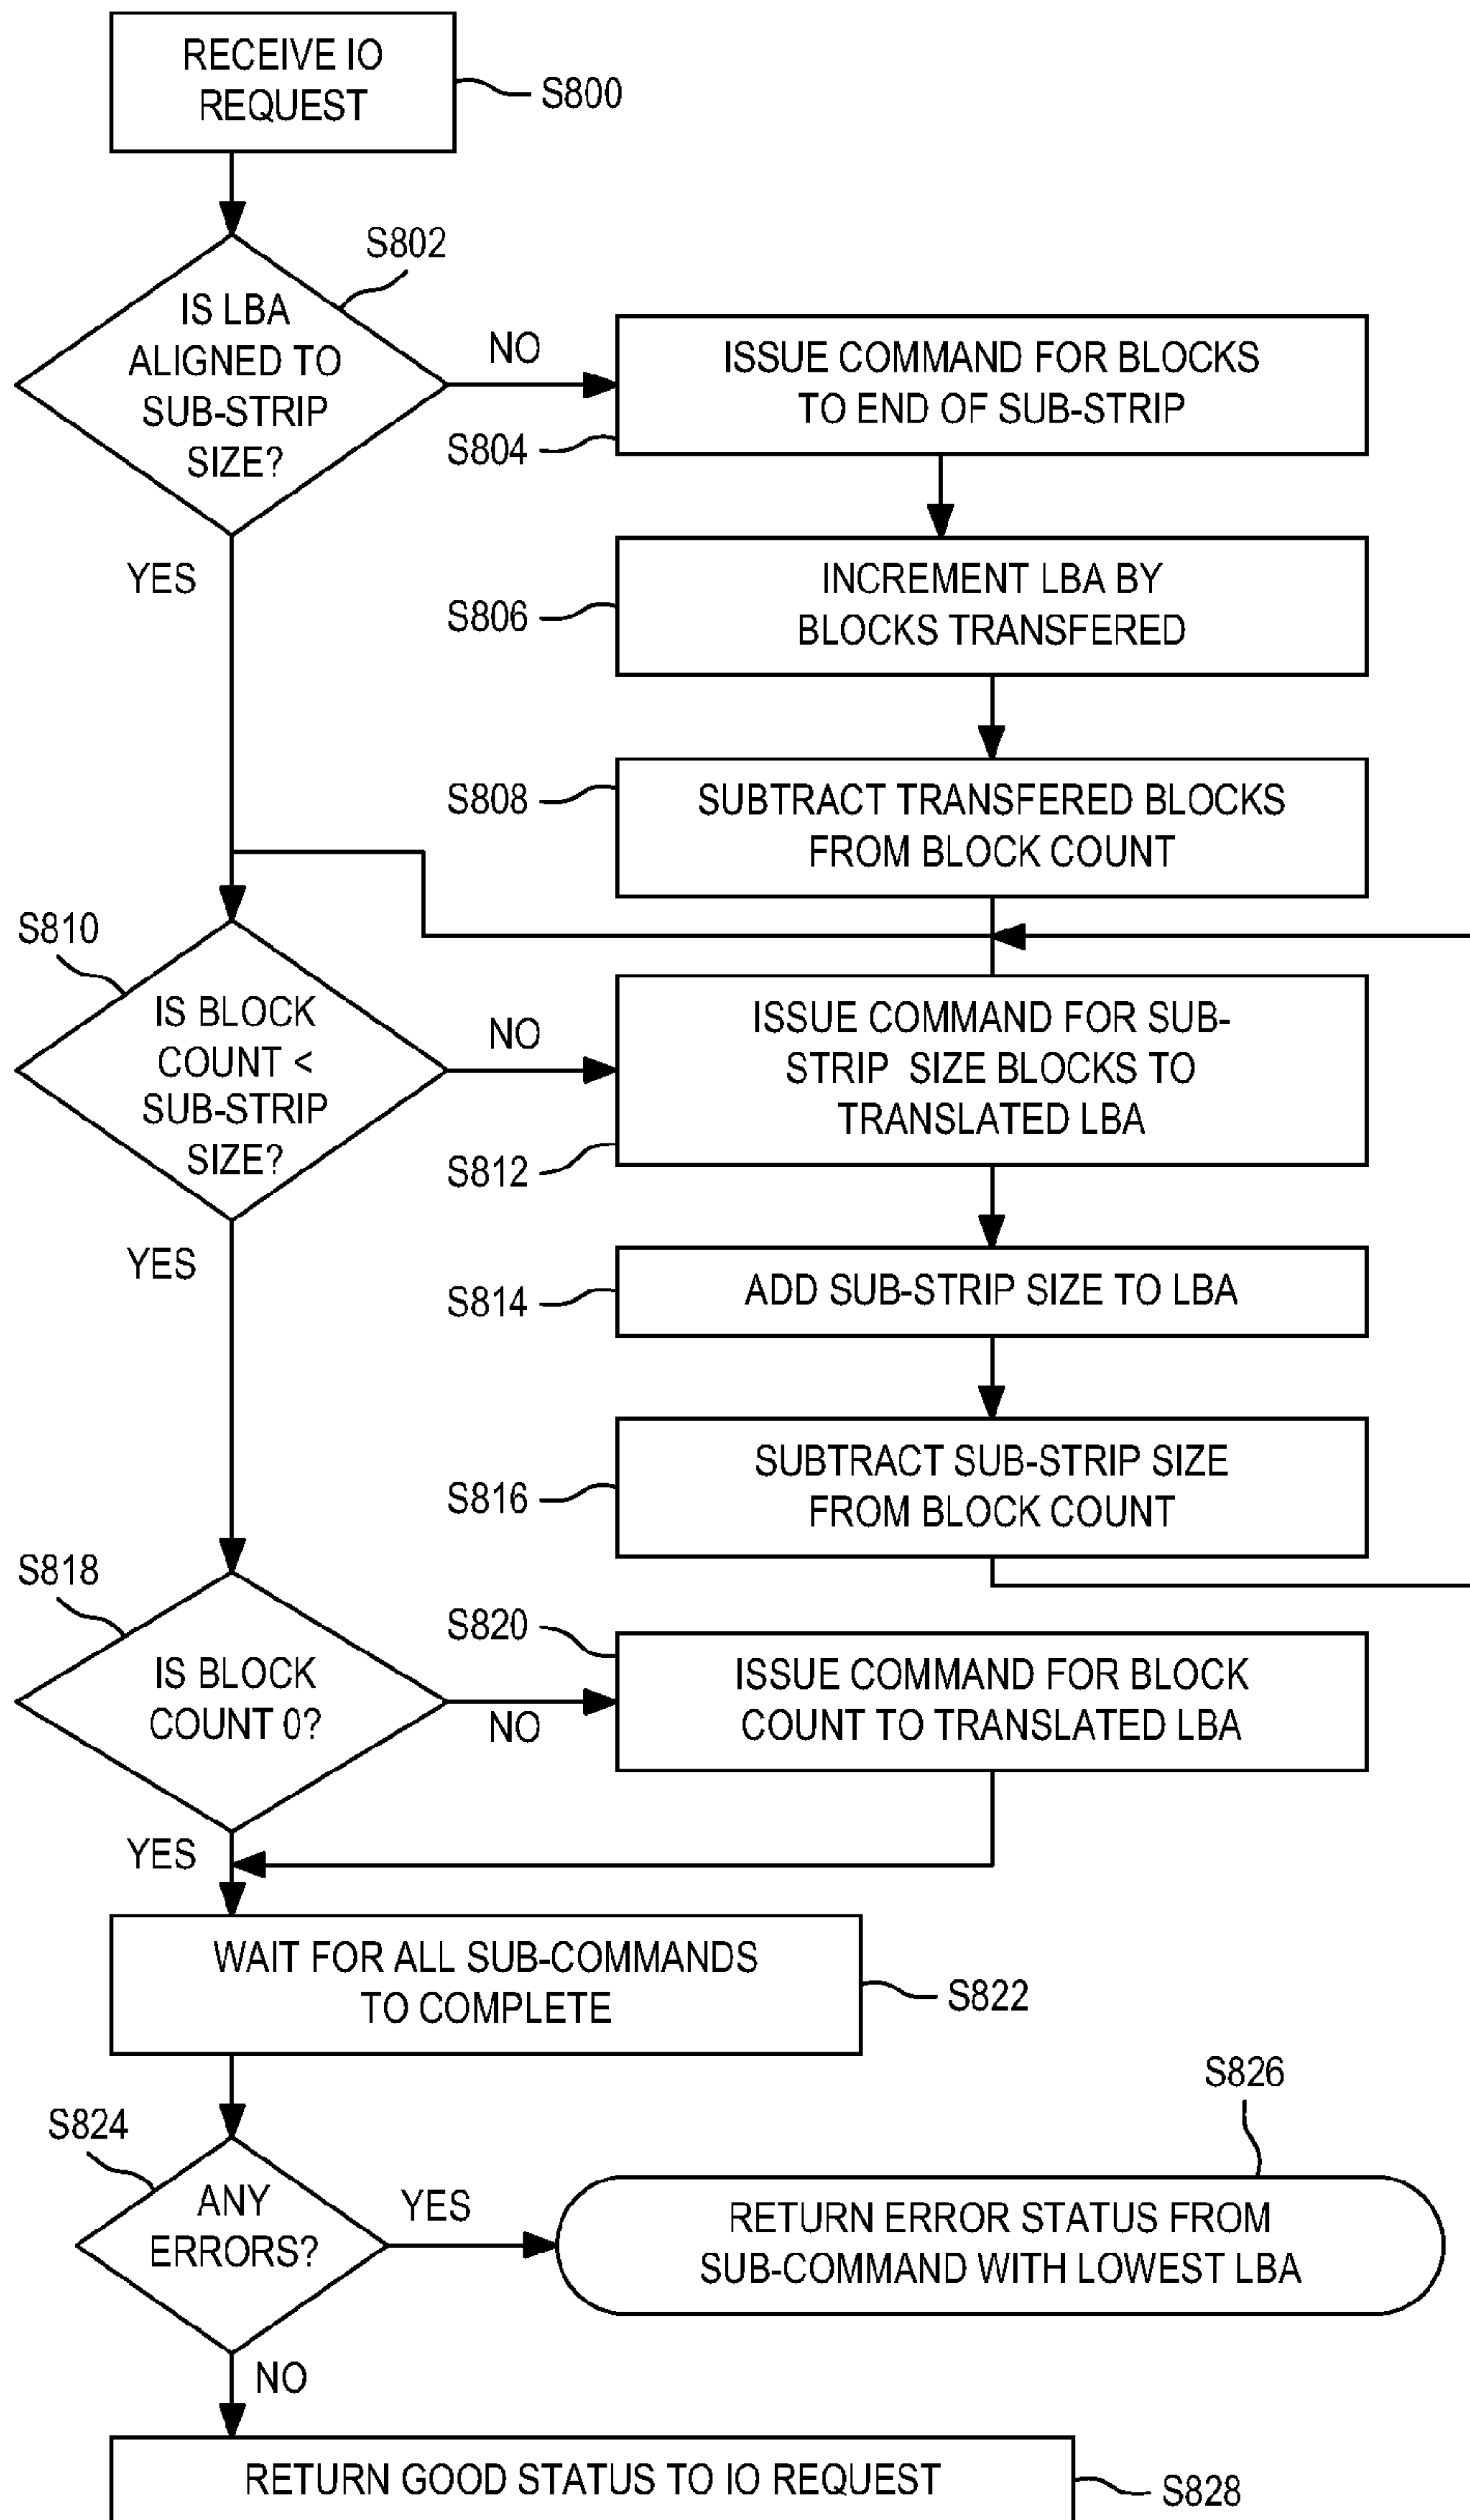 RECEIVE IO
REQUEST
S800
S802
IS LBA
ALIGNED TO
SUB-STRIP
SIZE?
NO
YES
ISSUE COMMAND FOR BLOCKS
TO END OF SUB-STRIP
S804
INCREMENT LBA BY
BLOCKS TRANSFERED
S806
SUBTRACT TRANSFERED BLOCKS
FROM BLOCK COUNT
S808
S810
IS BLOCK
COUNT <
SUB-STRIP
SIZE?
NO
YES
ISSUE COMMAND FOR SUB-
STRIP SIZE BLOCKS TO
TRANSLATED LBA
S812
ADD SUB-STRIP SIZE TO LBA
S814
SUBTRACT SUB-STRIP SIZE
FROM BLOCK COUNT
S816
S818
IS BLOCK
COUNT 0?
NO
YES
S820
ISSUE COMMAND FOR BLOCK
COUNT TO TRANSLATED LBA
WAIT FOR ALL SUB-COMMANDS
TO COMPLETE
S822
S824
ANY
ERRORS?
YES
NO
S826
RETURN ERROR STATUS FROM
SUB-COMMAND WITH LOWEST LBA
RETURN GOOD STATUS TO IO REQUEST
S828